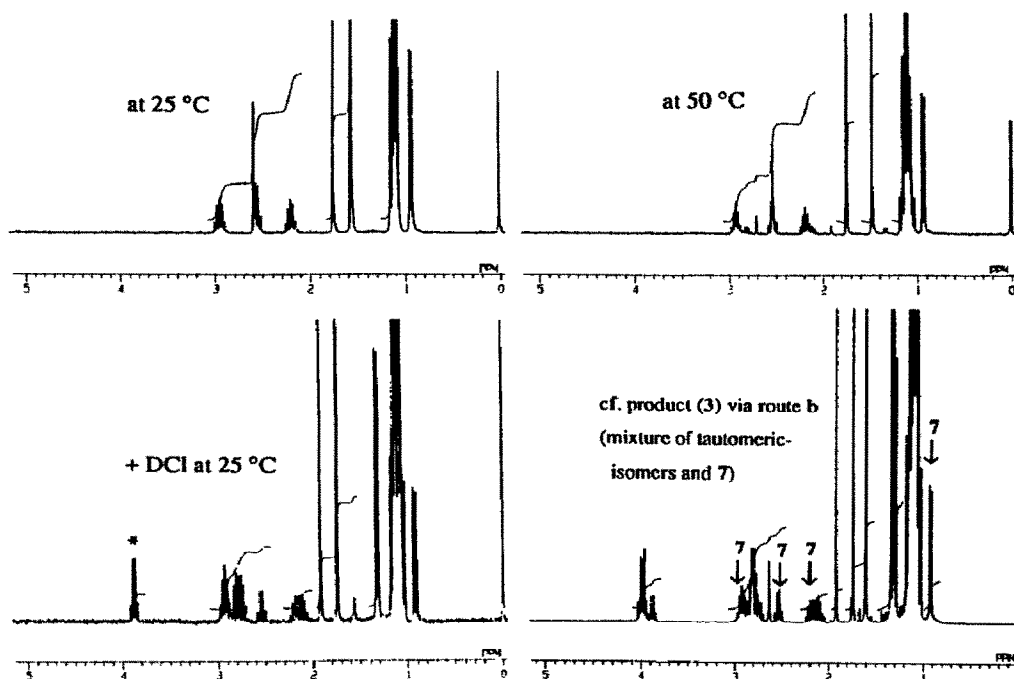 at 25 °C
PPM
5 4 3 2 1 0
at 50 °C
PPM
5 4 3 2 1 0
+ DCl at 25 °C
*
PPM
5 4 3 2 1 0
cf. product (3) via route b
(mixture of tautomeric-
isomers and 7)
7
7 7 7
PPM
5 4 3 2 1 0